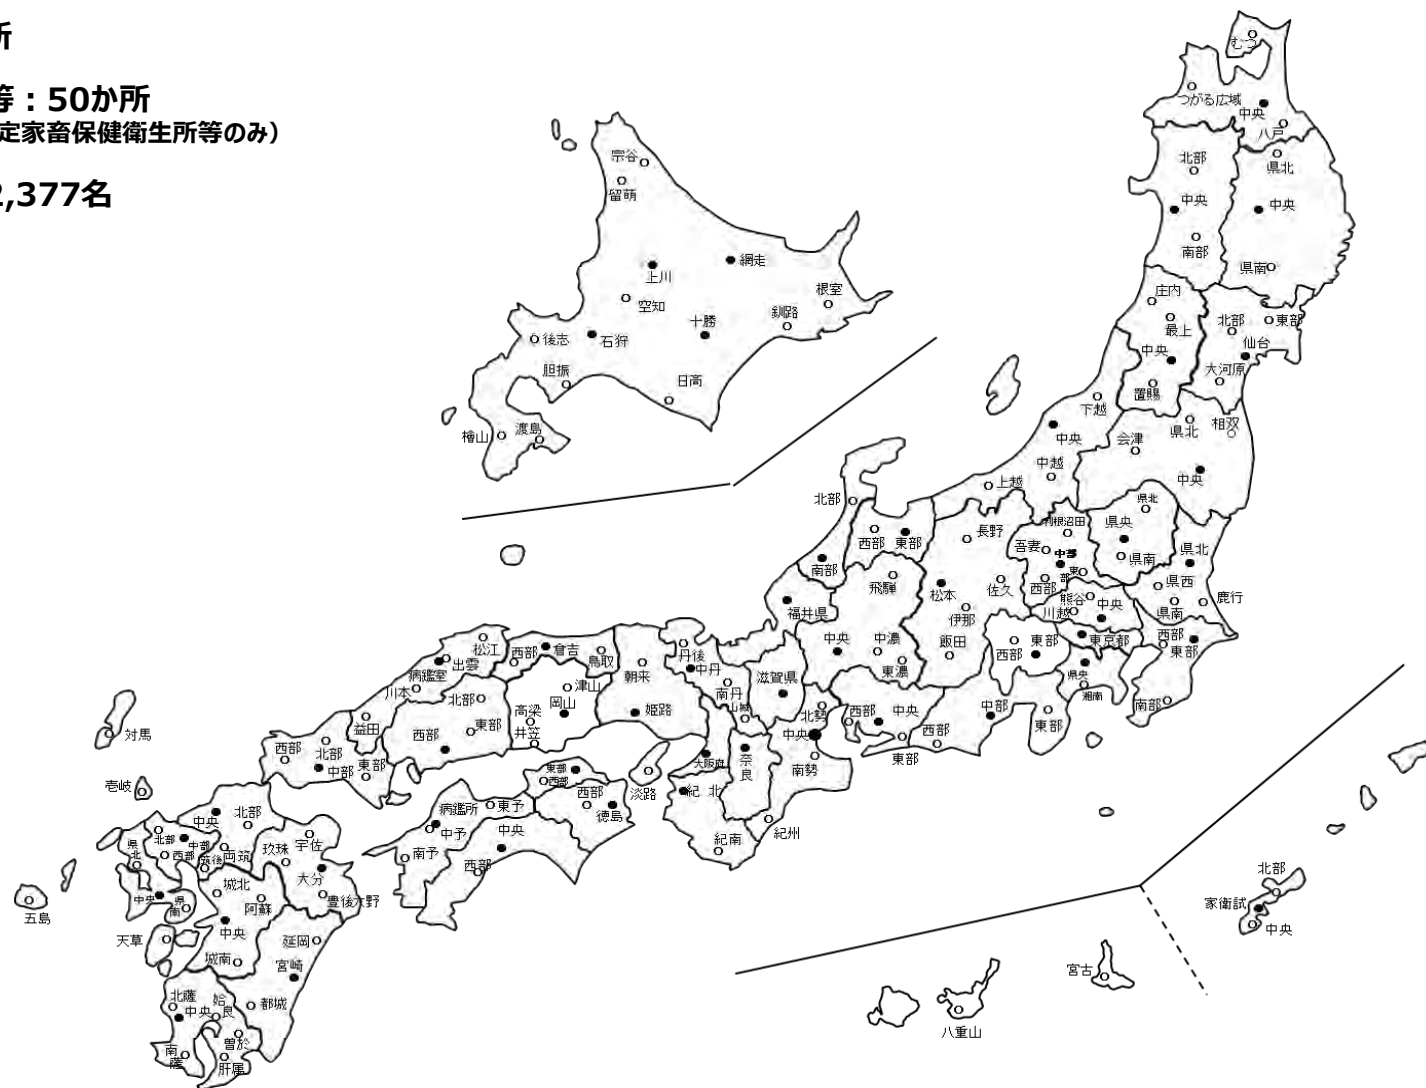 所
等：50か所
定家畜保健衛生所等のみ）
2,377名
むつ
つがる広域
中央
八戸
北部
県北
中央
中央
南部
県南
宗谷
留萌
網走
上川
空知
根室
釧路
十勝
石狩
後志
胆振
日高
檜山
渡島
庄内
最上
北部
東部
仙台
中央
大河原
置賜
下越
中央
中越
上越
会津
県北
相双
中央
北部
南部
西部
東部
長野
松本
佐久
伊那
飯田
利根沼田
吾妻
中部
東
部
西部
県北
県央
県南
県北
県西
県南
鹿行
熊谷
中央
川越
東京都
県央
湘南
西部
東部
南部
西部
東部
飛騨
中央
中濃
東濃
福井県
滋賀県
丹後
中丹
南丹
山城
北勢
中央
南勢
紀州
西部
中央
東部
西部
中部
東部
大阪府
奈
良
紀北
紀南
朝来
姫路
淡路
西部
倉吉
鳥取
松江
出雲
病鑑室
川本
益田
津山
岡山
高梁
井笠
北部
西部
東部
西部
北部
中部
東部
東部
西部
西部
徳島
病鑑所
東予
中予
南予
中央
西部
対馬
壱岐
五島
中央
北部
筑後
両筑
北部
中部
西部
県
北
中央
県
南
玖珠
宇佐
大分
豊後大野
城北
阿蘇
中央
天草
城南
延岡
宮崎
都城
北薩
姶
良
中央
南
薩
曽於
肝属
北部
家衛試
中央
宮古
八重山